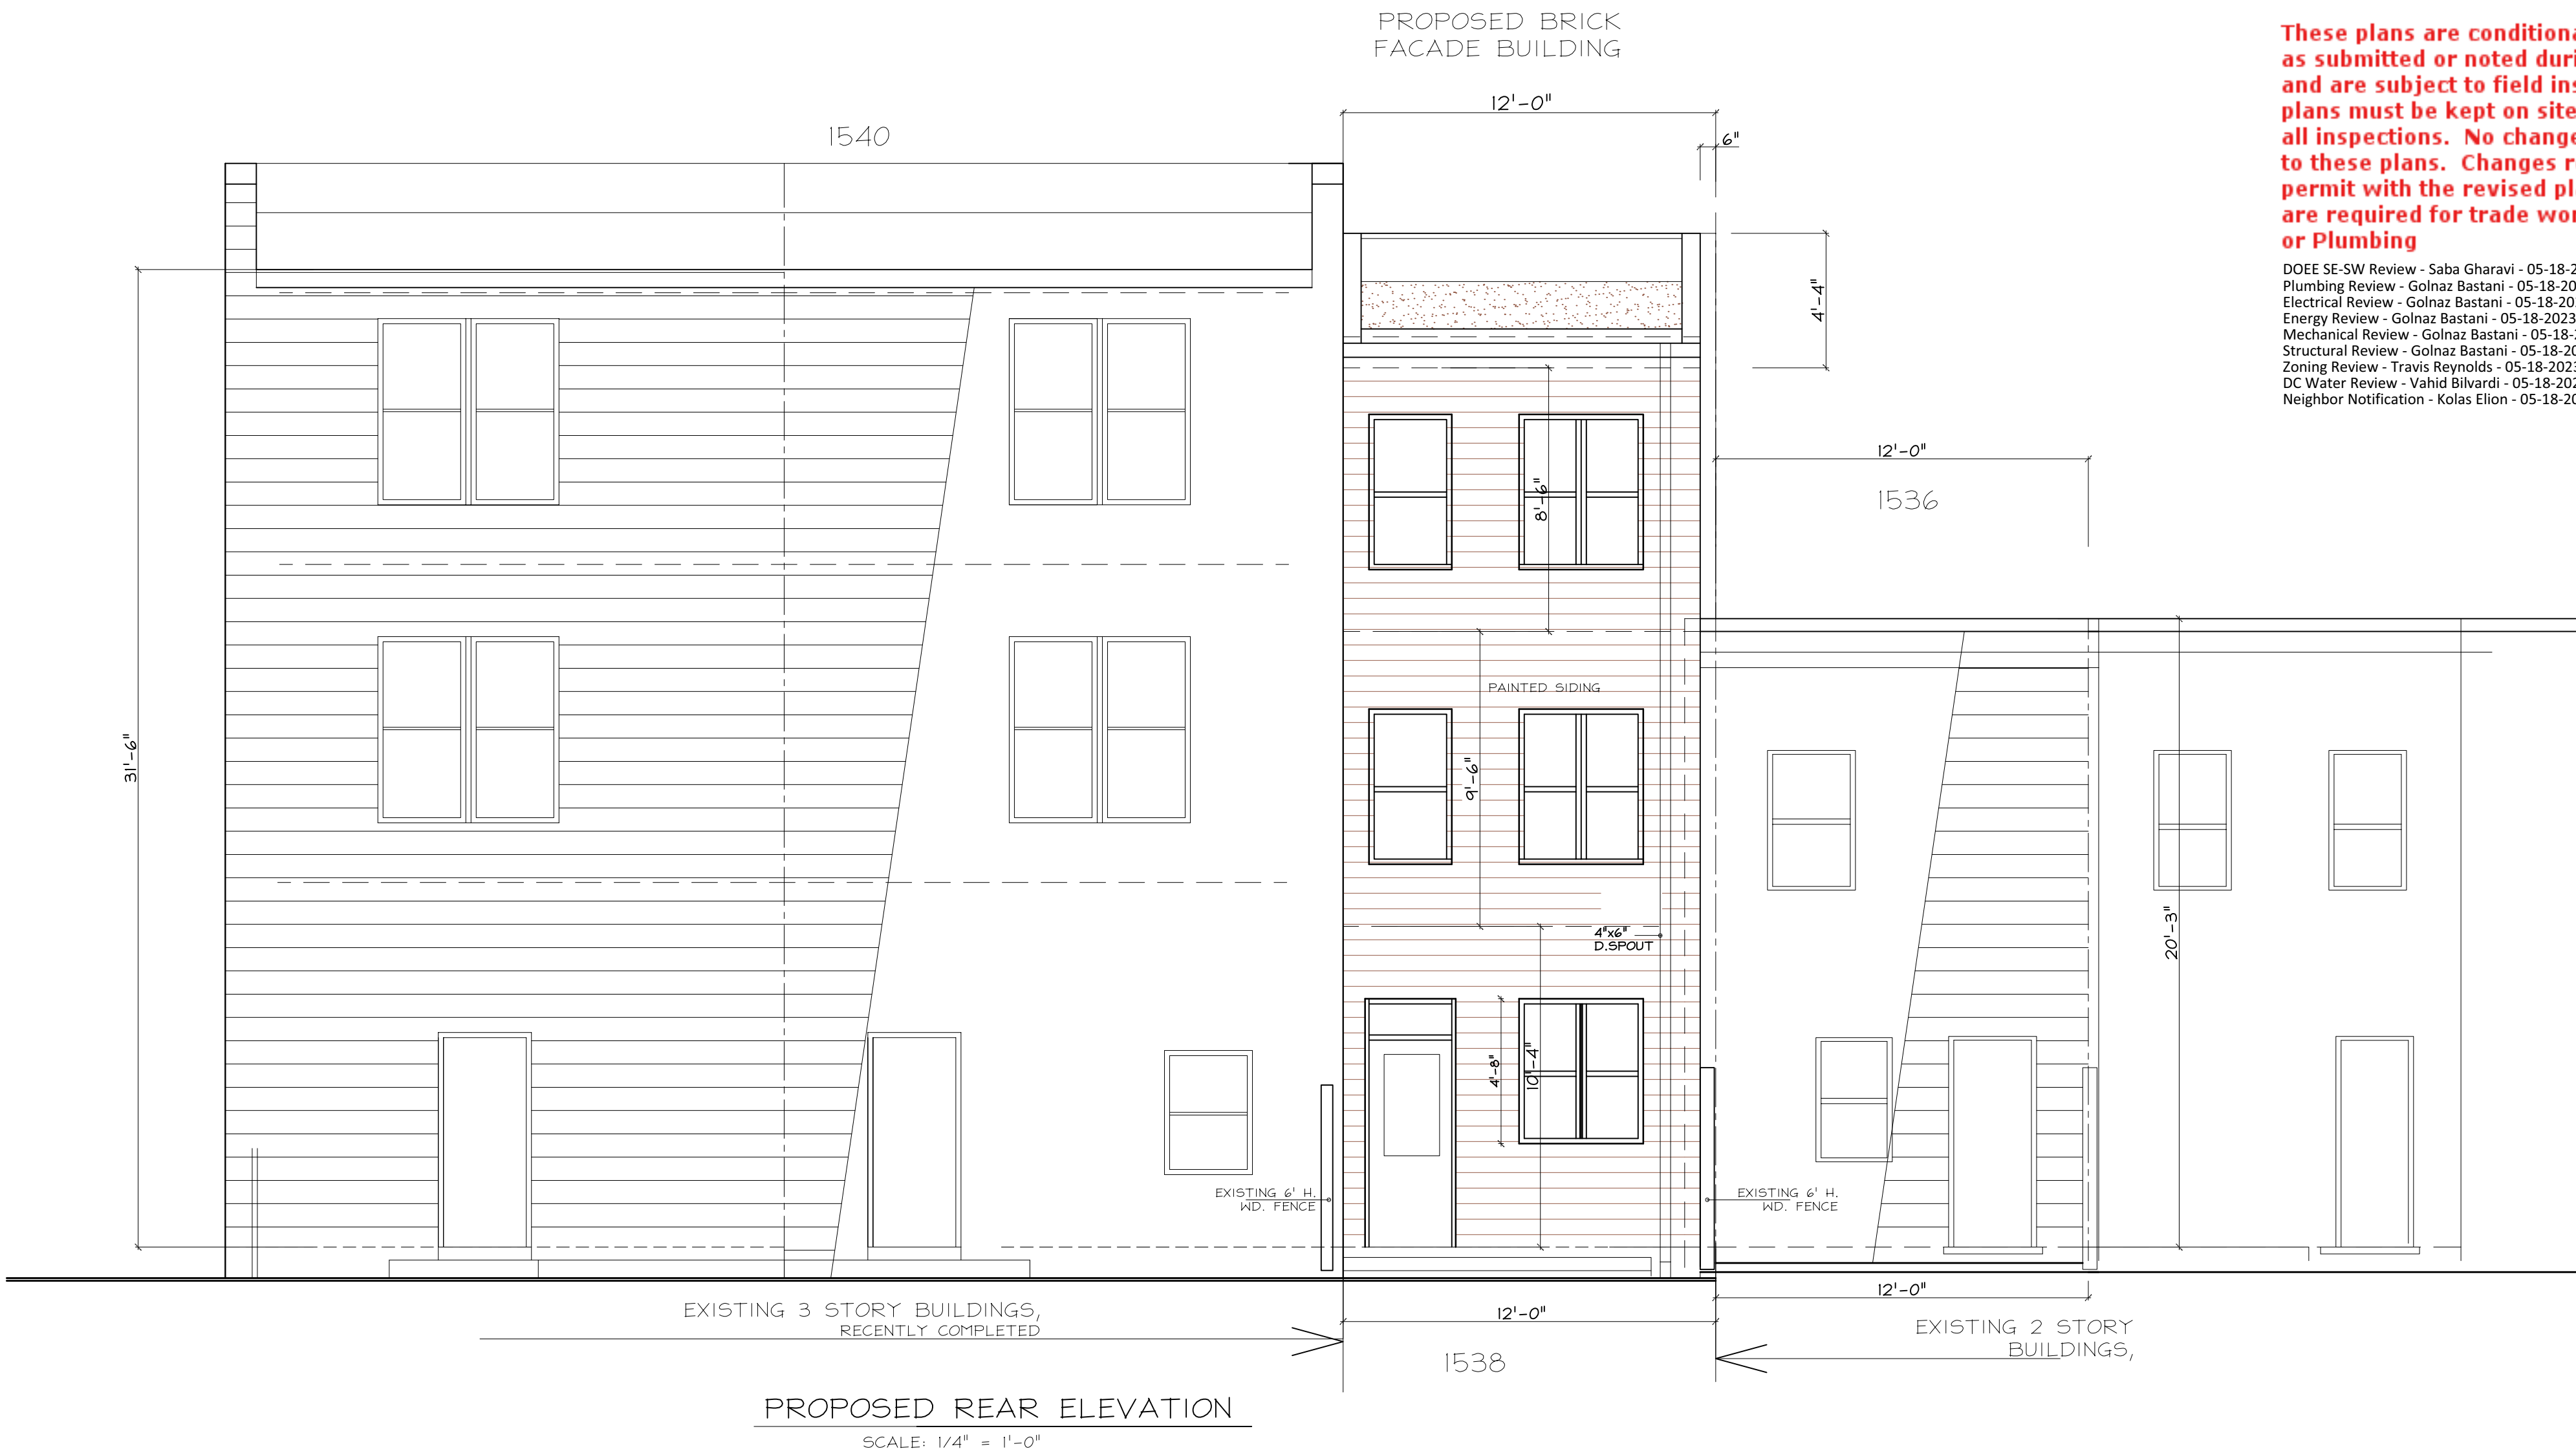 PROPOSED BRICK
FACADE BUILDING
12'-0"
6"
1540
These plans are
as submitted or noted
and are subject to field
plans must be kept on site
all inspections. No
to these plans. Changes
permit with the revised
are required for trade
or Plumbing
DOEE SE-SW Review - Saba Gharavi - 05-18-2
Plumbing Review - Golnaz Bastani - 05-18-20
Electrical Review - Golnaz Bastani - 05-18-20
Energy Review - Golnaz Bastani - 05-18-2023
Mechanical Review - Golnaz Bastani - 05-18-
Structural Review - Golnaz Bastani - 05-18-20
Zoning Review - Travis Reynolds - 05-18-2023
DC Water Review - Vahid Bilvardi - 05-18-202
Neighbor Notification - Kolas Elion - 05-18-20
4'-4"
12'-0"
1536
8'-6"
PAINTED SIDING
31'-6"
9'-6"
4"x6"
D.SPOUT
20'-3"
4'-8"
10'-4"
EXISTING 6' H.
WD. FENCE
EXISTING 6' H.
WD. FENCE
12'-0"
12'-0"
EXISTING 3 STORY BUILDINGS,
RECENTLY COMPLETED
EXISTING 2 STORY
BUILDINGS,
1538
PROPOSED REAR ELEVATION
SCALE: 1/4" = 1'-0"